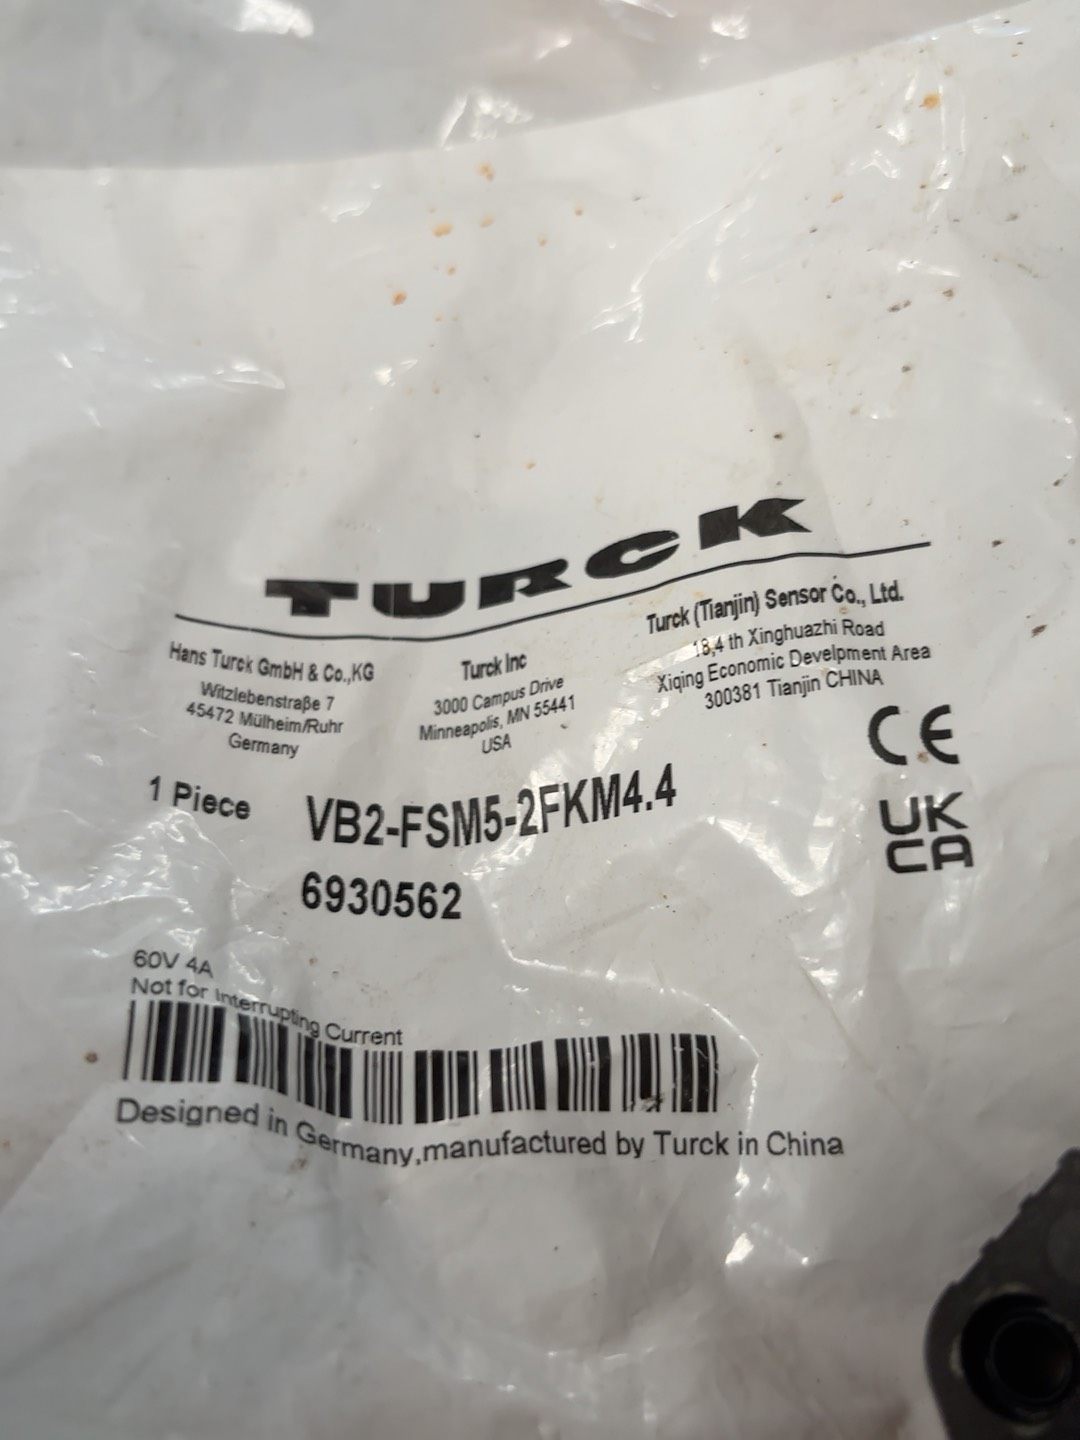 TURCK
Hans Turck GmbH & Co.,KG
Witzlebenstraße 7
45472 Mülheim/Ruhr
Germany
Turck Inc
3000 Campus Drive
Minneapolis, MN 55441
USA
Turck (Tianjin) Sensor Co., Ltd.
18,4 th Xinghuazhi Road
Xiqing Economic Develpment Area
300381 Tianjin CHINA
CE
UK
CA
1 Piece
VB2-FSM5-2FKM4.4
6930562
60V 4A
Not for Interrupting Current
Designed in Germany,manufactured by Turck in China